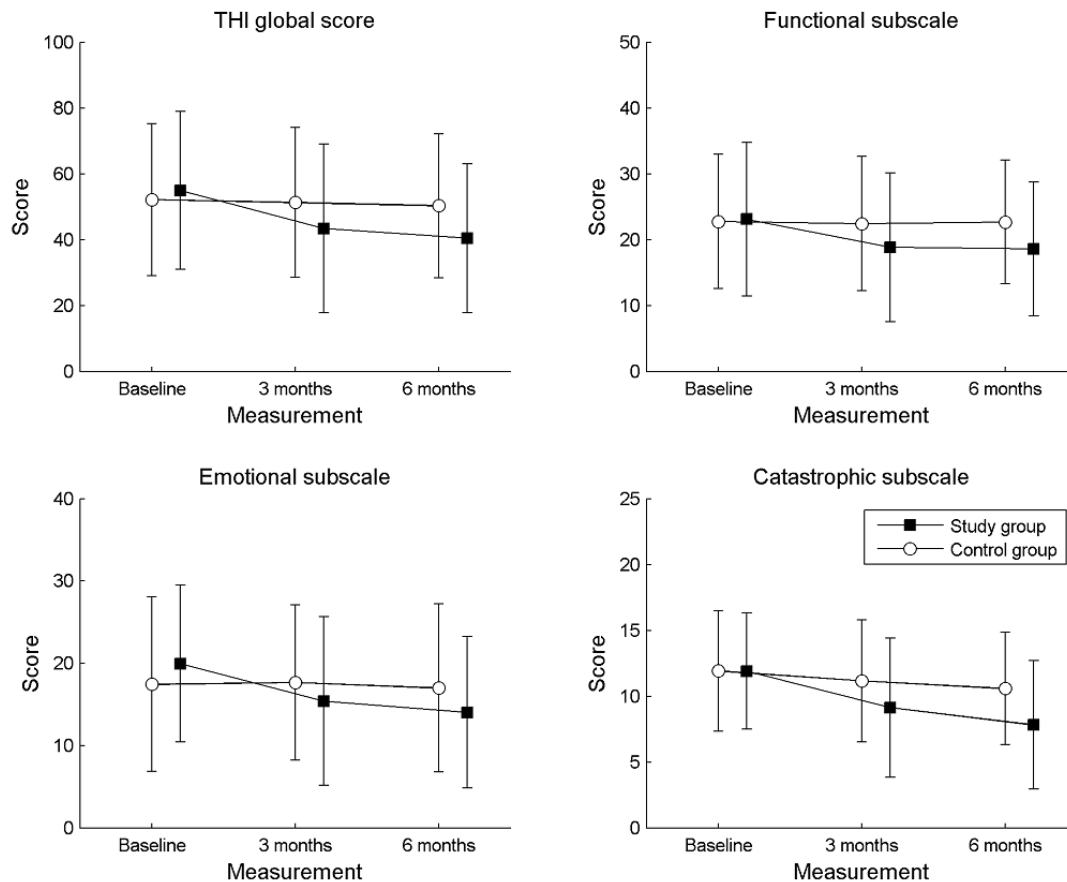 THI global score
100
80
60
40
20
0
Score
Baseline 3 months 6 months
Measurement
Functional subscale
50
40
30
20
10
0
Score
Baseline 3 months 6 months
Measurement
Emotional subscale
40
30
20
10
0
Score
Baseline 3 months 6 months
Measurement
Catastrophic subscale
25
20
15
10
5
0
Score
Study group
Control group
Baseline 3 months 6 months
Measurement